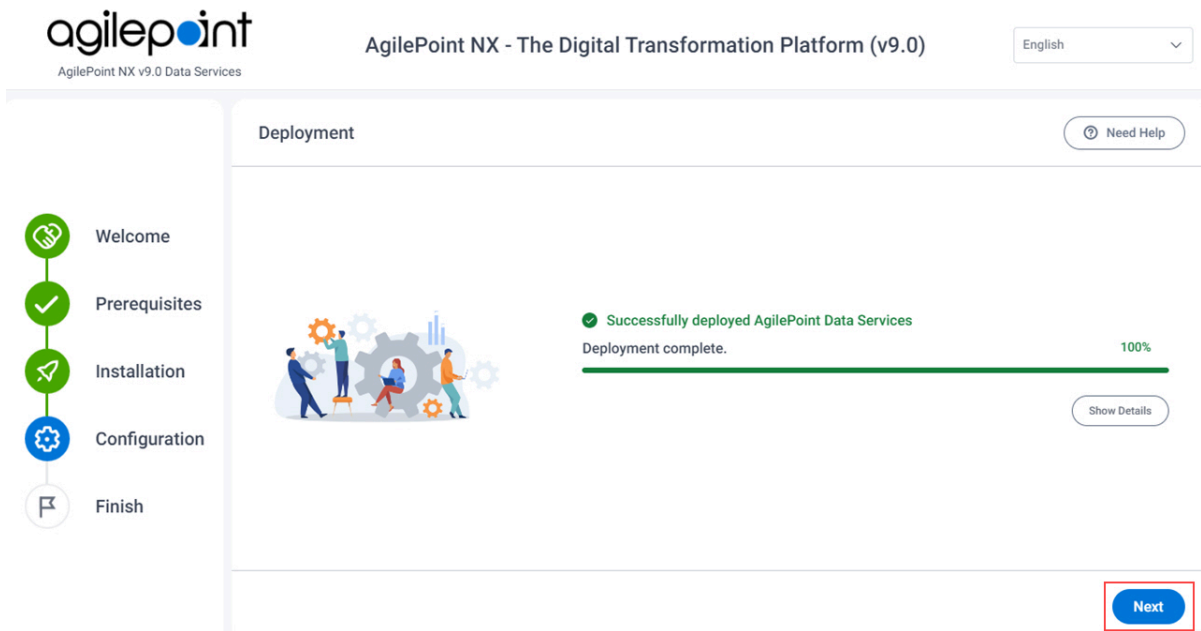 agilepoint
AgilePoint NX v9.0 Data Services
AgilePoint NX - The Digital Transformation Platform (v9.0)
English
Deployment
Need Help
Welcome
Prerequisites
Installation
Configuration
Finish
Successfully deployed AgilePoint Data Services
Deployment complete.
100%
Show Details
Next